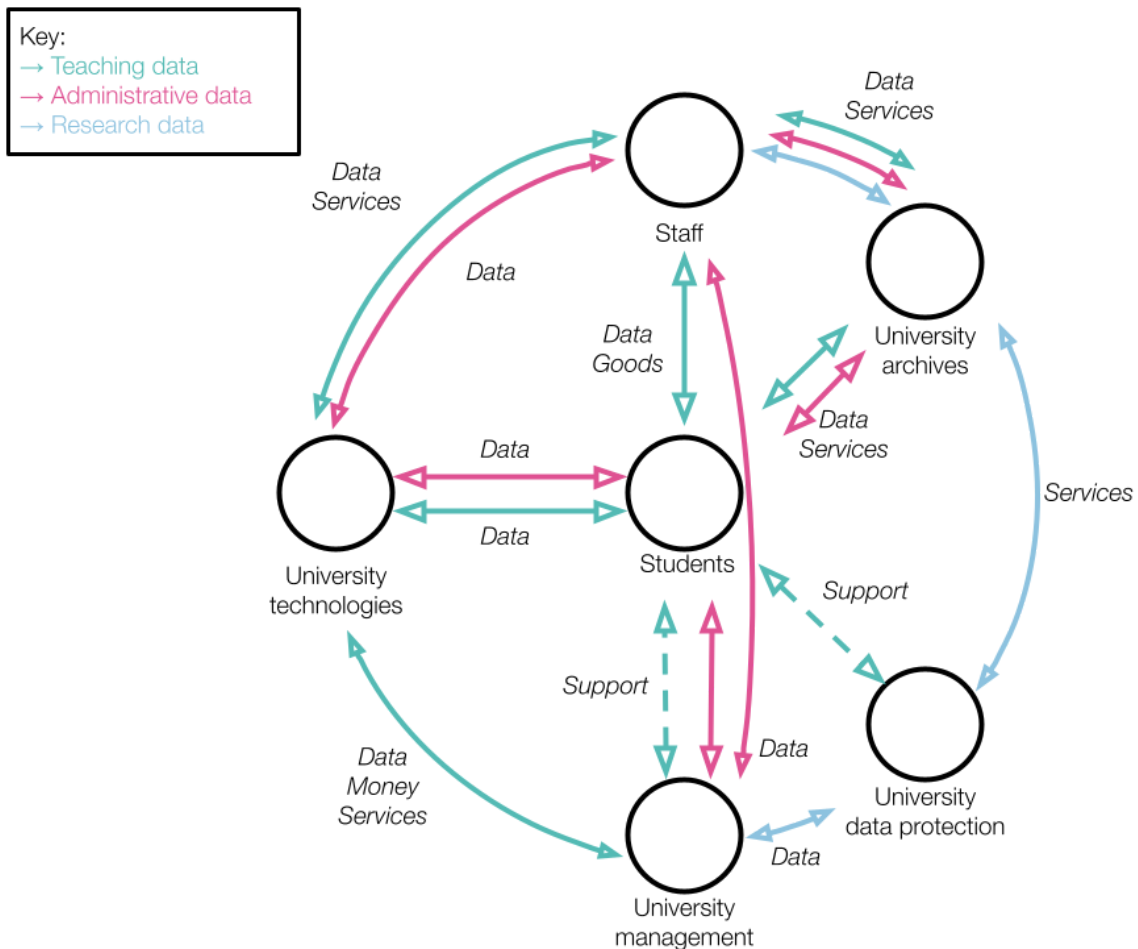 Key:
→ Teaching data
→ Administrative data
→ Research data
Data
Services
Data
Services
Data
Staff
Data
Goods
University
archives
Data
Services
Services
Data
Data
University
technologies
Students
Support
Support
Data
Data
Money
Services
University
data protection
Data
University
management